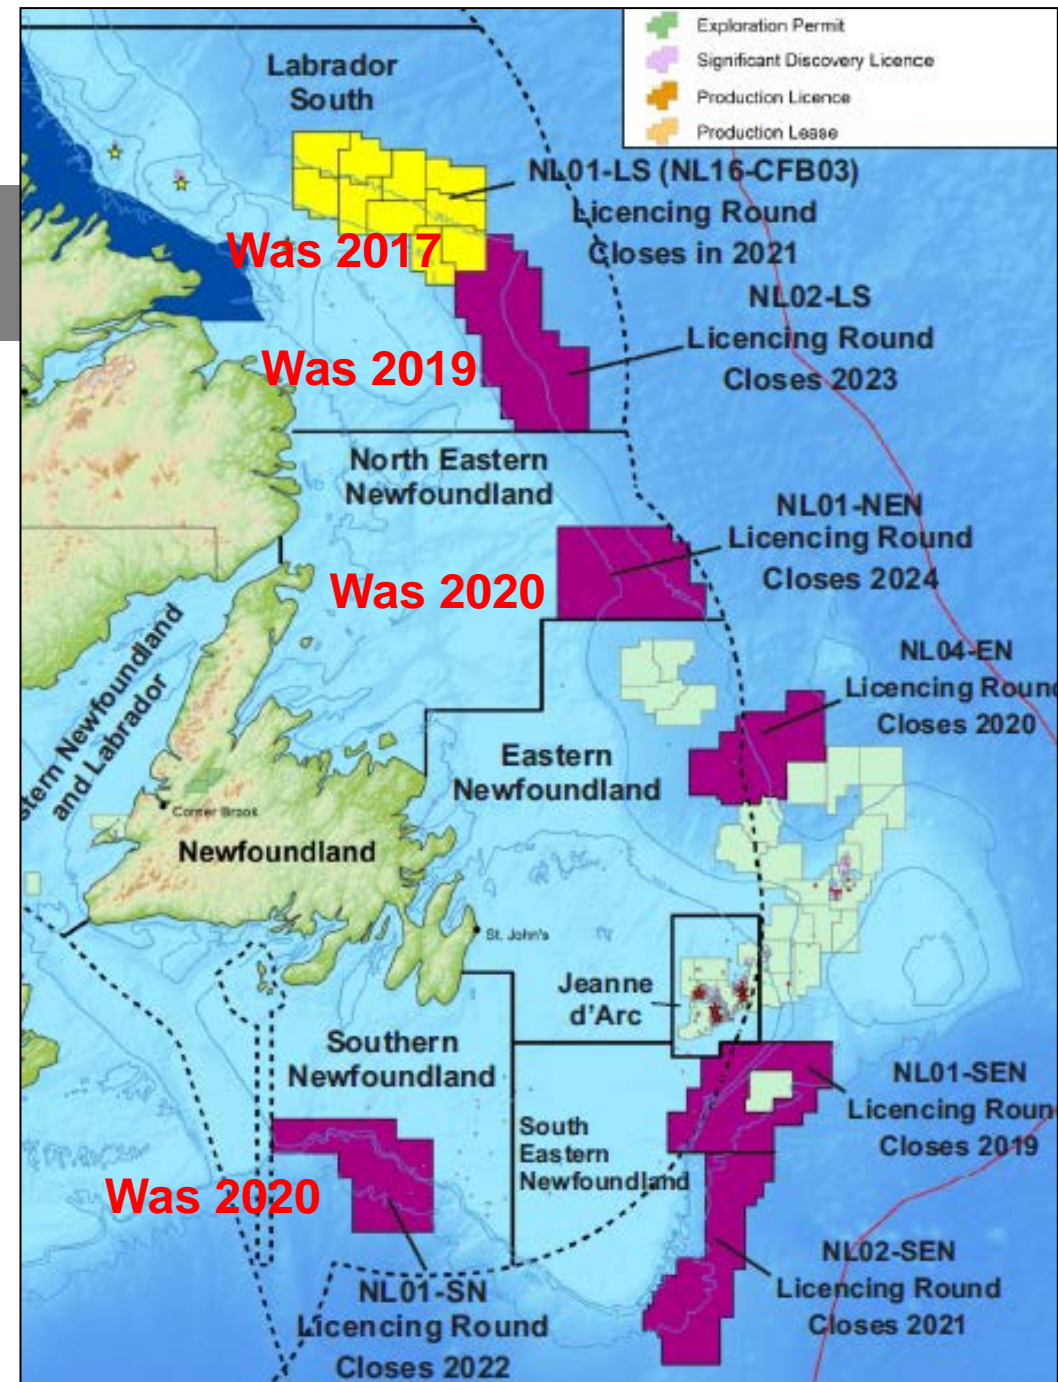 Exploration Permit
Significant Discovery Licence
Production Licence
Production Lease
Labrador
South
NL01-LS (NL16-CFB03)
Licencing Round
Closes in 2021
Was 2017
NL02-LS
Licencing Round
Closes 2023
Was 2019
North Eastern
Newfoundland
NL01-NEN
Licencing Round
Closes 2024
Was 2020
stern Newfoundland
and Labrador
NL04-EN
Licencing Roun
Closes 2020
Eastern
Newfoundland
Corner Brook
Newfoundland
St. John's
Jeanne
d'Arc
Southern
Newfoundland
NL01-SEN
Licencing Roun
Closes 2019
South
Eastern
Newfoundland
Was 2020
NL02-SEN
Licencing Round
Closes 2021
NL01-SN
Licencing Round
Closes 2022